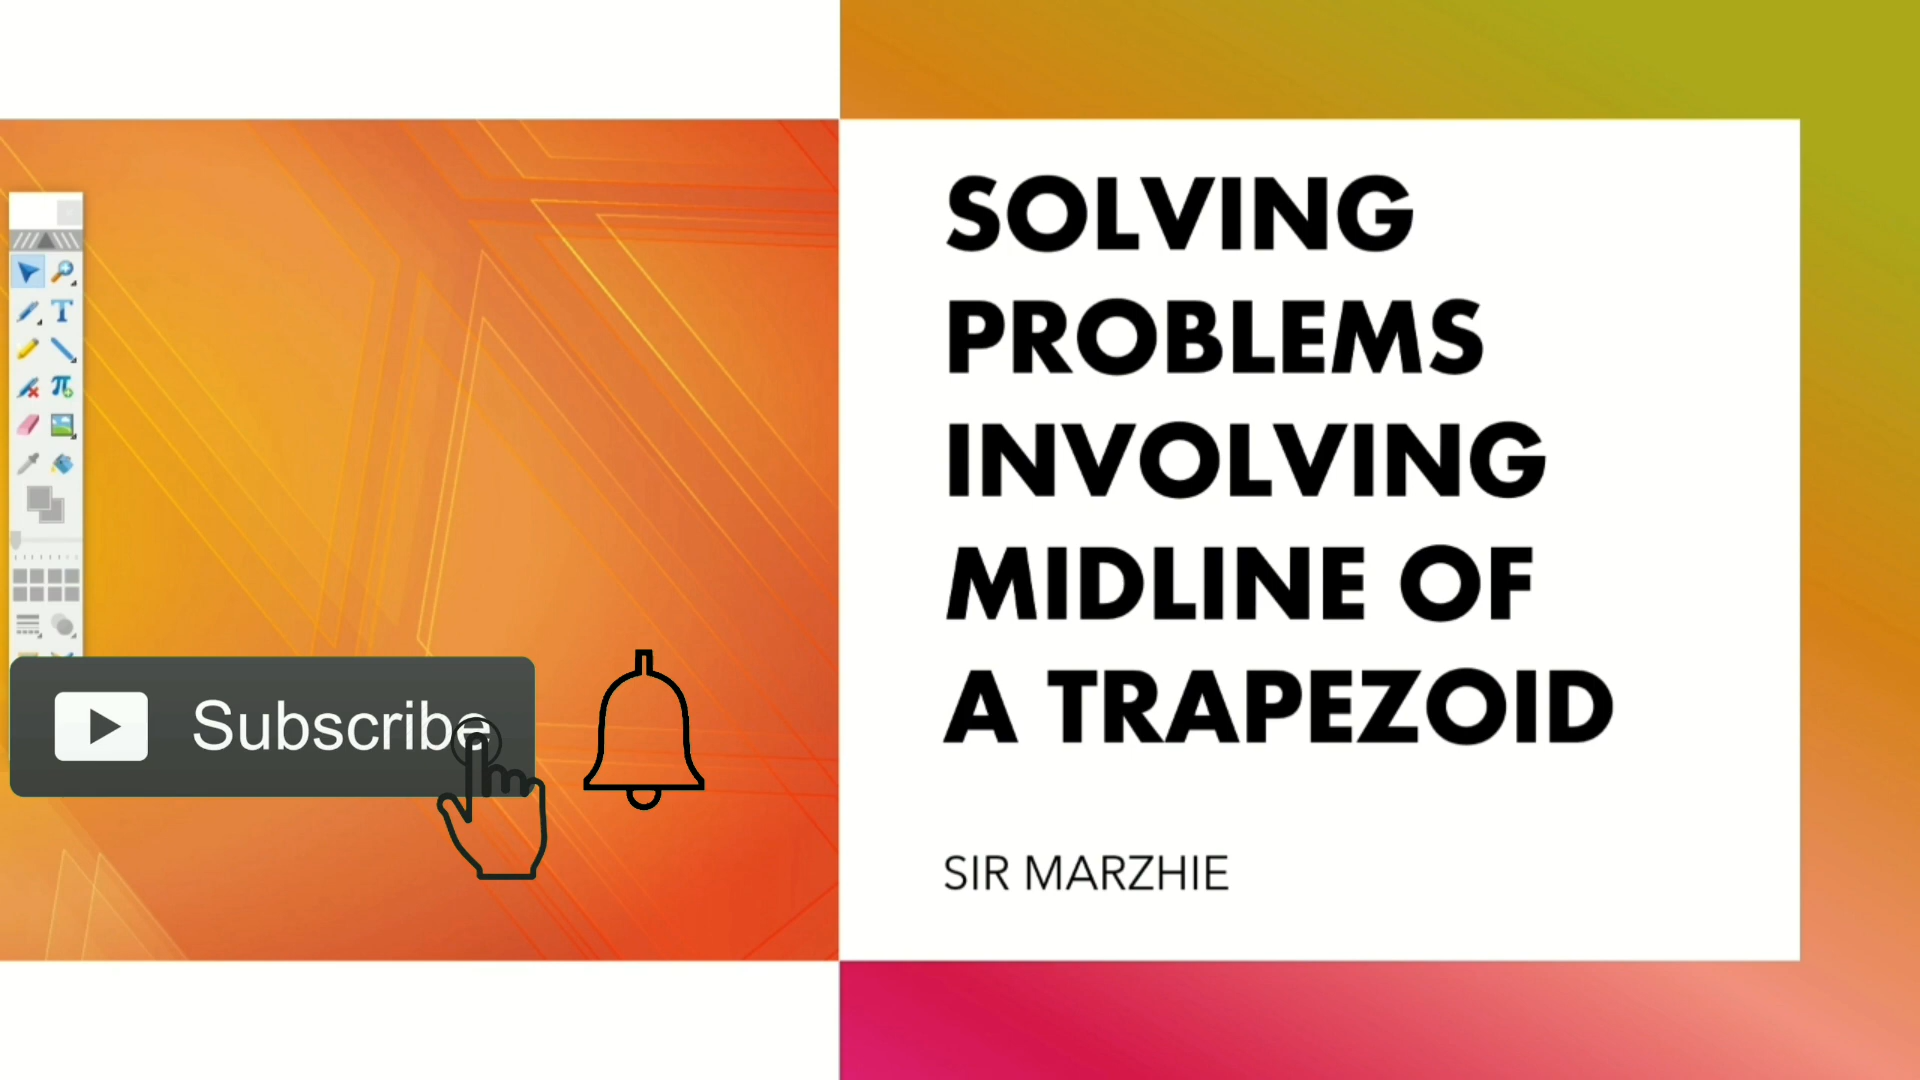 SOLVING
PROBLEMS
INVOLVING
MIDLINE OF
A TRAPEZOID
SIR MARZHIE
Subscribe